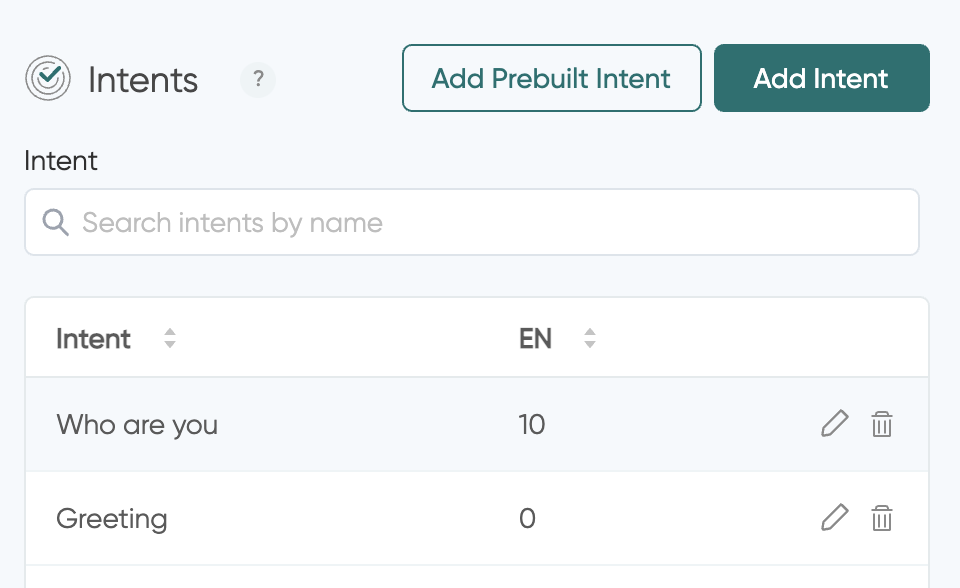 Intents ? Add Prebuilt Intent Add Intent
Intent
Search intents by name
Intent EN
Who are you 10
Greeting 0